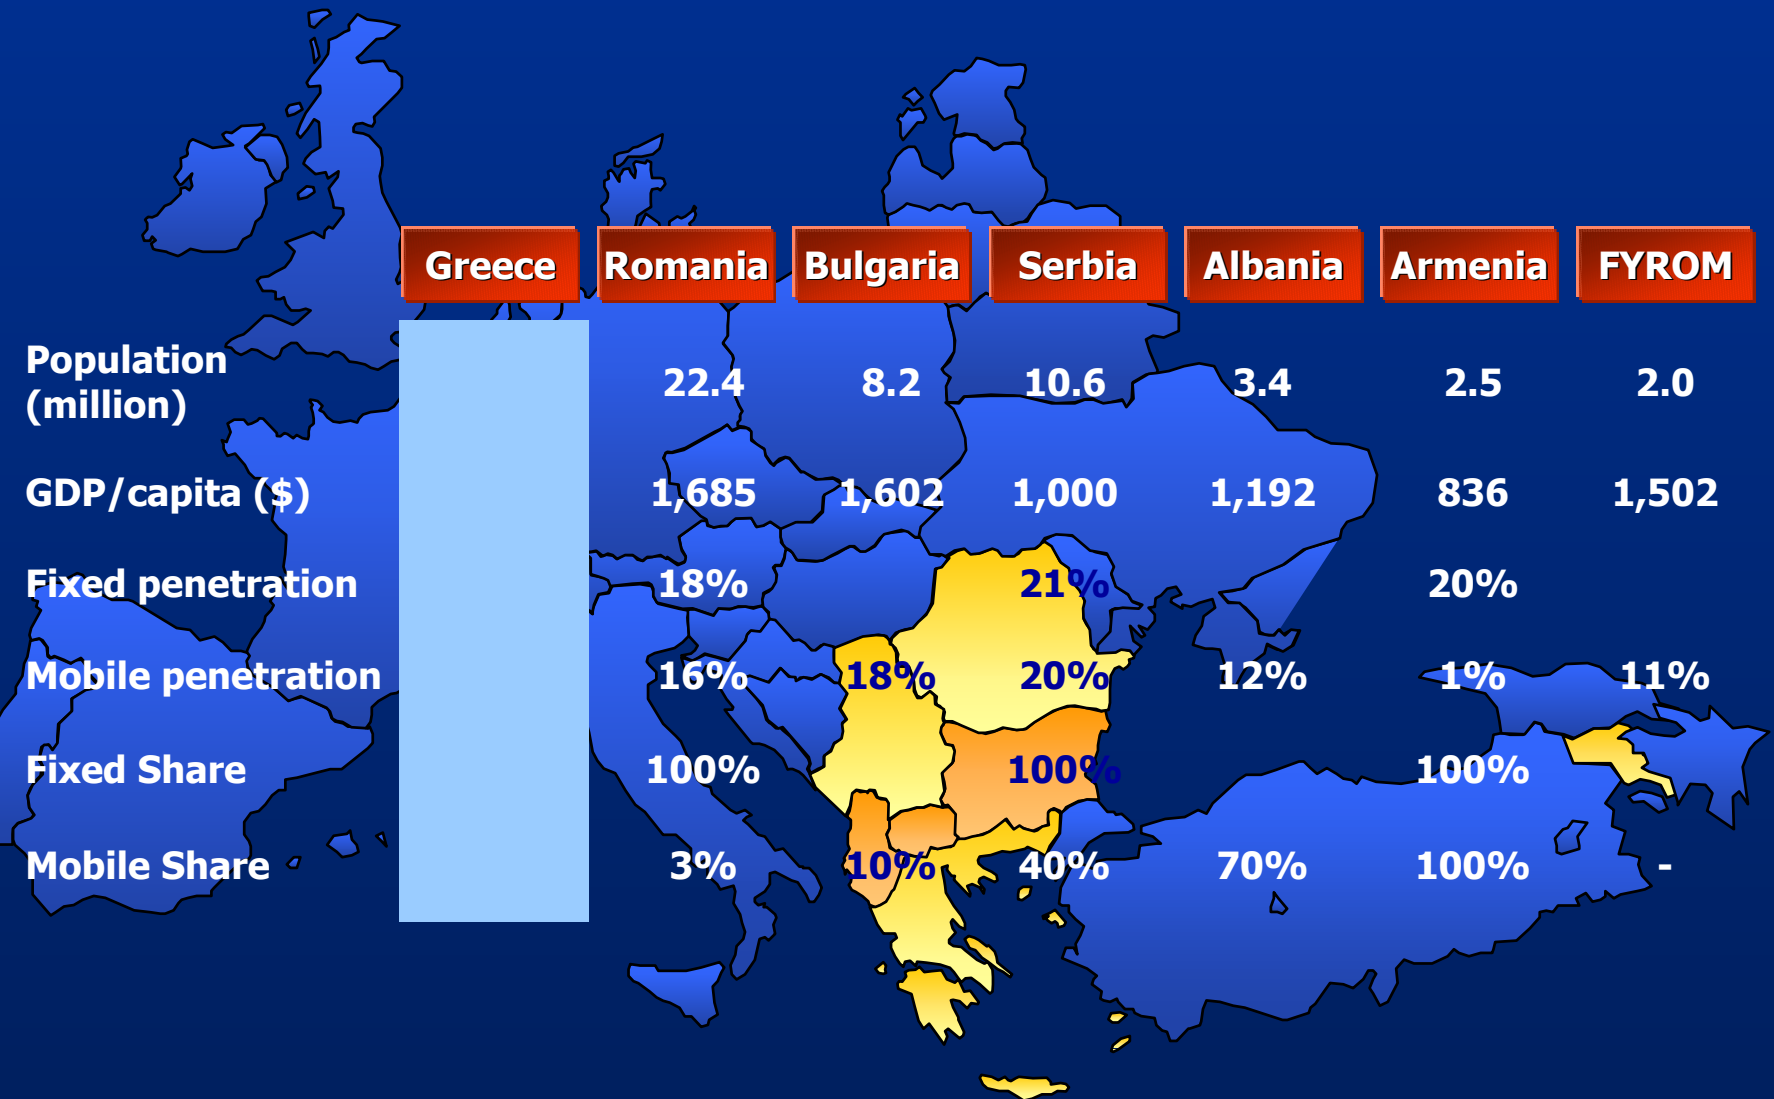 Greece Romania Bulgaria Serbia Albania Armenia FYROM
Population
(million)
22.4 8.2 10.6 3.4 2.5 2.0
GDP/capita ($) 1,685 1,602 1,000 1,192 836 1,502
Fixed penetration 18% 21% 20%
Mobile penetration 16% 18% 20% 12% 1% 11%
Fixed Share 100% 100% 100%
Mobile Share 3% 10% 40% 70% 100% -